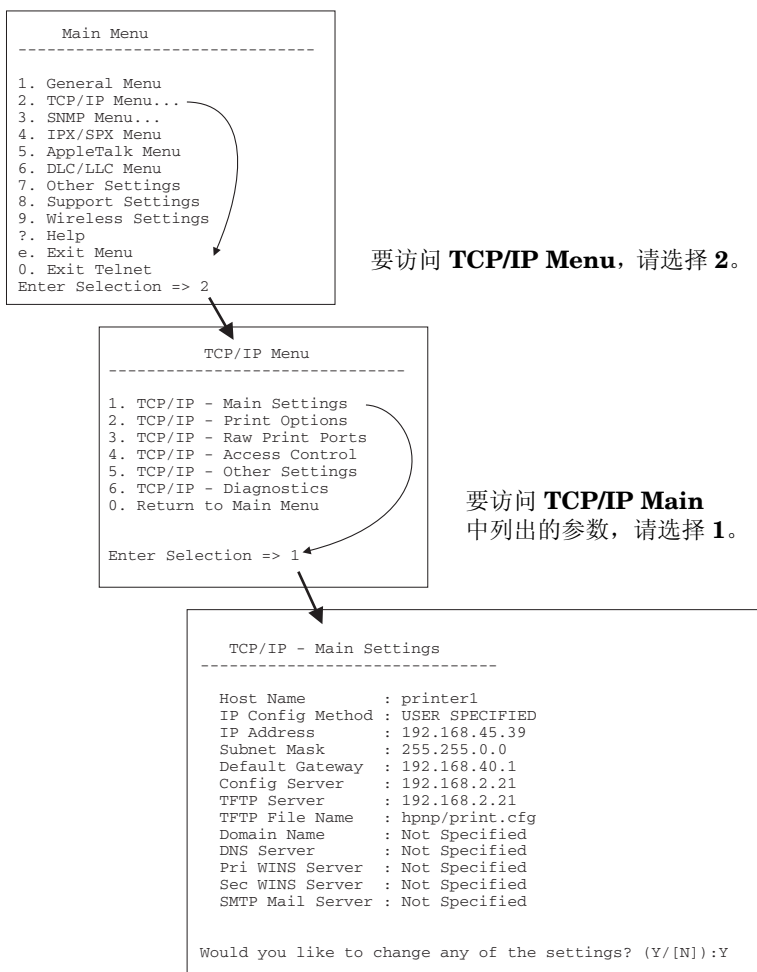 Main Menu
-------------------------------
1. General Menu
2. TCP/IP Menu...
3. SNMP Menu...
4. IPX/SPX Menu
5. AppleTalk Menu
6. DLC/LLC Menu
7. Other Settings
8. Support Settings
9. Wireless Settings
?. Help
e. Exit Menu
0. Exit Telnet
Enter Selection => 2
要访问 TCP/IP Menu，请选择 2。
TCP/IP Menu
-------------------------------
1. TCP/IP - Main Settings
2. TCP/IP - Print Options
3. TCP/IP - Raw Print Ports
4. TCP/IP - Access Control
5. TCP/IP - Other Settings
6. TCP/IP - Diagnostics
0. Return to Main Menu
Enter Selection => 1
要访问 TCP/IP Main
中列出的参数，请选择 1。
TCP/IP - Main Settings
-------------------------------
Host Name : printer1
IP Config Method : USER SPECIFIED
IP Address : 192.168.45.39
Subnet Mask : 255.255.0.0
Default Gateway : 192.168.40.1
Config Server : 192.168.2.21
TFTP Server : 192.168.2.21
TFTP File Name : hpnp/print.cfg
Domain Name : Not Specified
DNS Server : Not Specified
Pri WINS Server : Not Specified
Sec WINS Server : Not Specified
SMTP Mail Server : Not Specified
Would you like to change any of the settings? (Y/[N]):Y